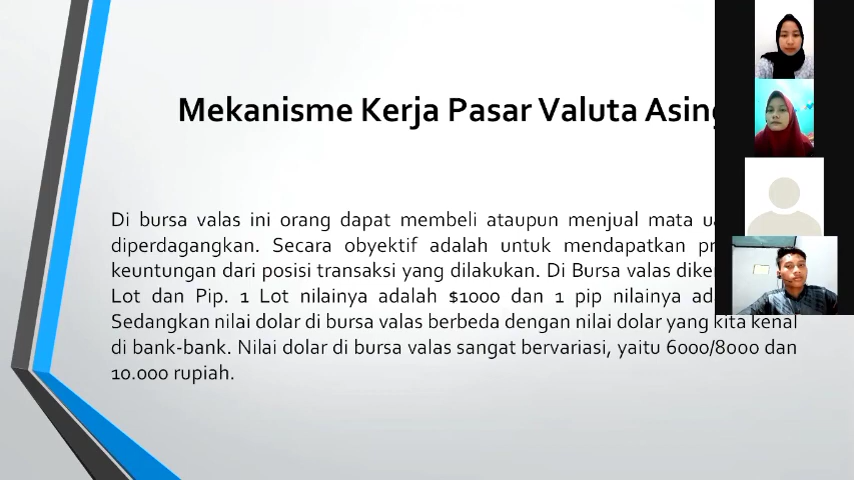 Mekanisme Kerja Pasar Valuta Asing
Di bursa valas ini orang dapat membeli ataupun menjual mata
diperdagangkan. Secara obyektif adalah untuk mendapatkan
keuntungan dari posisi transaksi yang dilakukan. Di Bursa valas
Lot dan Pip. 1 Lot nilainya adalah $1000 dan 1 pip nilainya
Sedangkan nilai dolar di bursa valas berbeda dengan nilai dolar yang kita kenal
di bank-bank. Nilai dolar di bursa valas sangat bervariasi, yaitu 6000/8000 dan
10.000 rupiah.